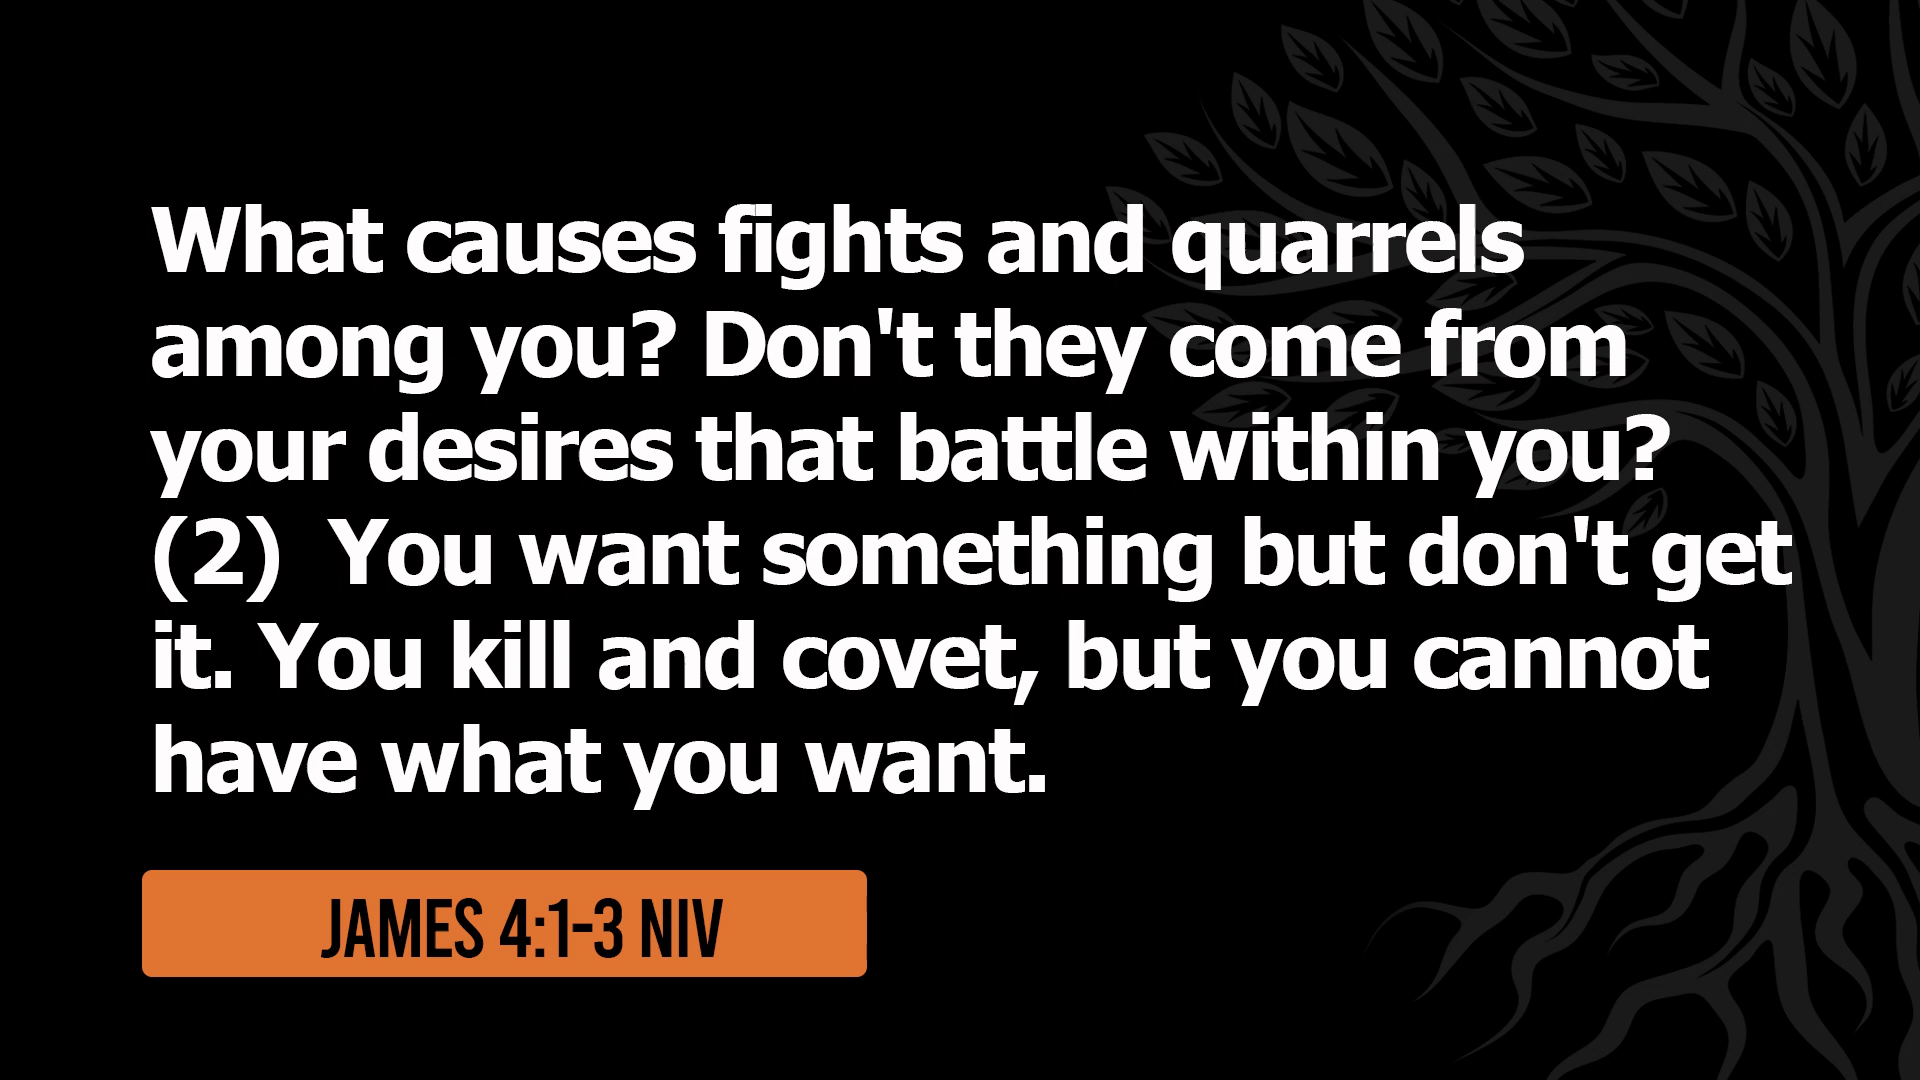 What causes fights and quarrels
among you? Don't they come from
your desires that battle within you?
(2)  You want something but don't get
it. You kill and covet, but you cannot
have what you want.
JAMES 4:1-3 NIV